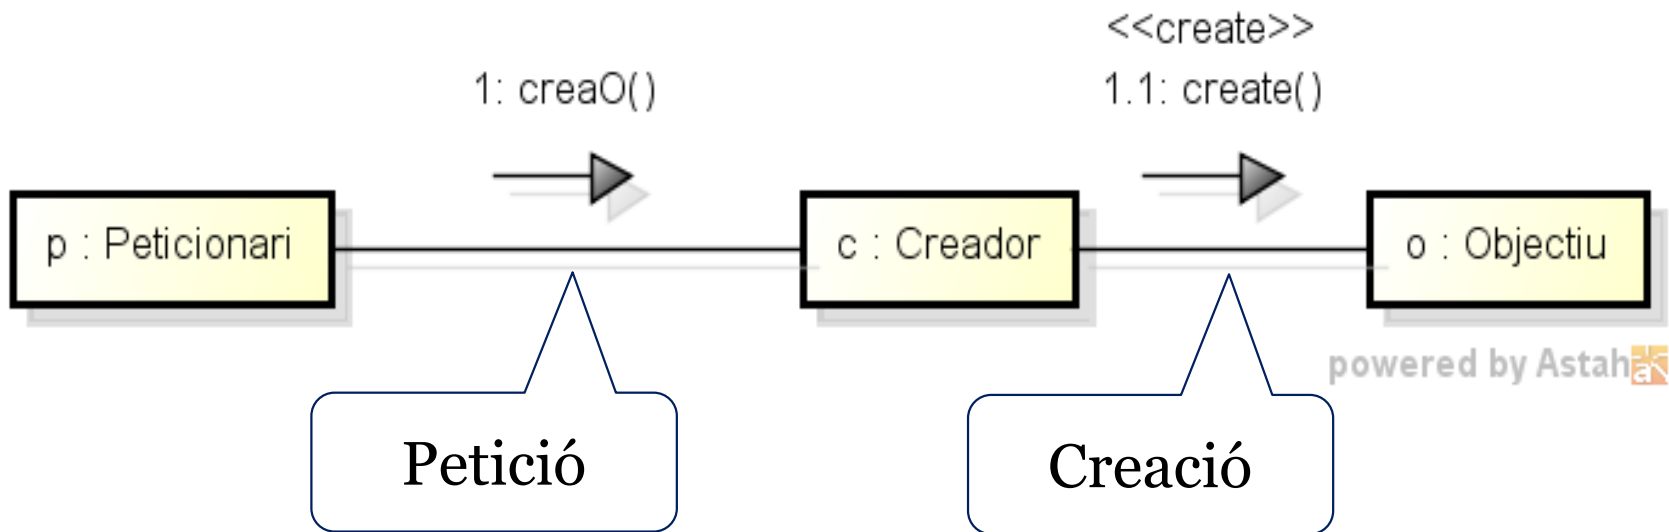 <<create>>
1: creaO()
1.1: create()
p : Peticionari
c : Creador
o : Objectiu
powered by Astah
Petició
Creació